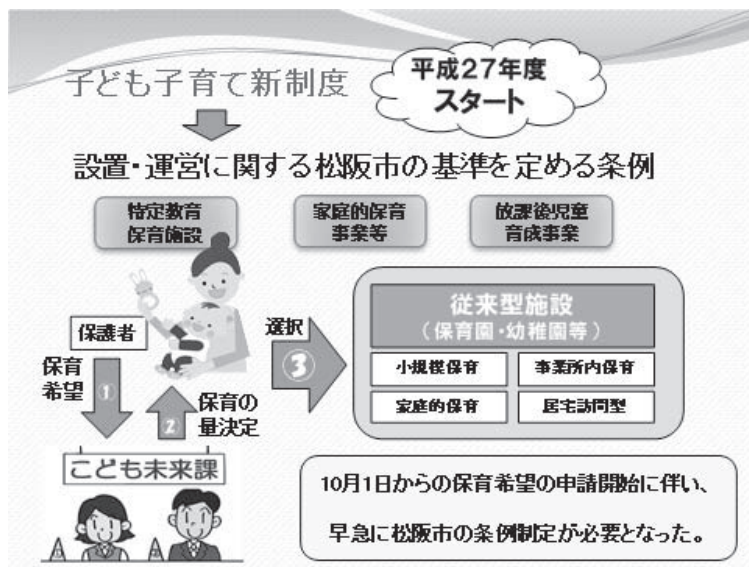 平成27年度
スタート
子ども子育て新制度
設置・運営に関する松阪市の基準を定める条例
特定教育
保育施設
家庭的保育
事業等
放課後児童
育成事業
保護者
保育
希望
①
②
保育の
量決定
選択
③
従来型施設
(保育園・幼稚園等)
小規模保育
事業所内保育
家庭的保育
居宅訪問型
こども未来課
10月1日からの保育希望の申請開始に伴い、
早急に松阪市の条例制定が必要となった。